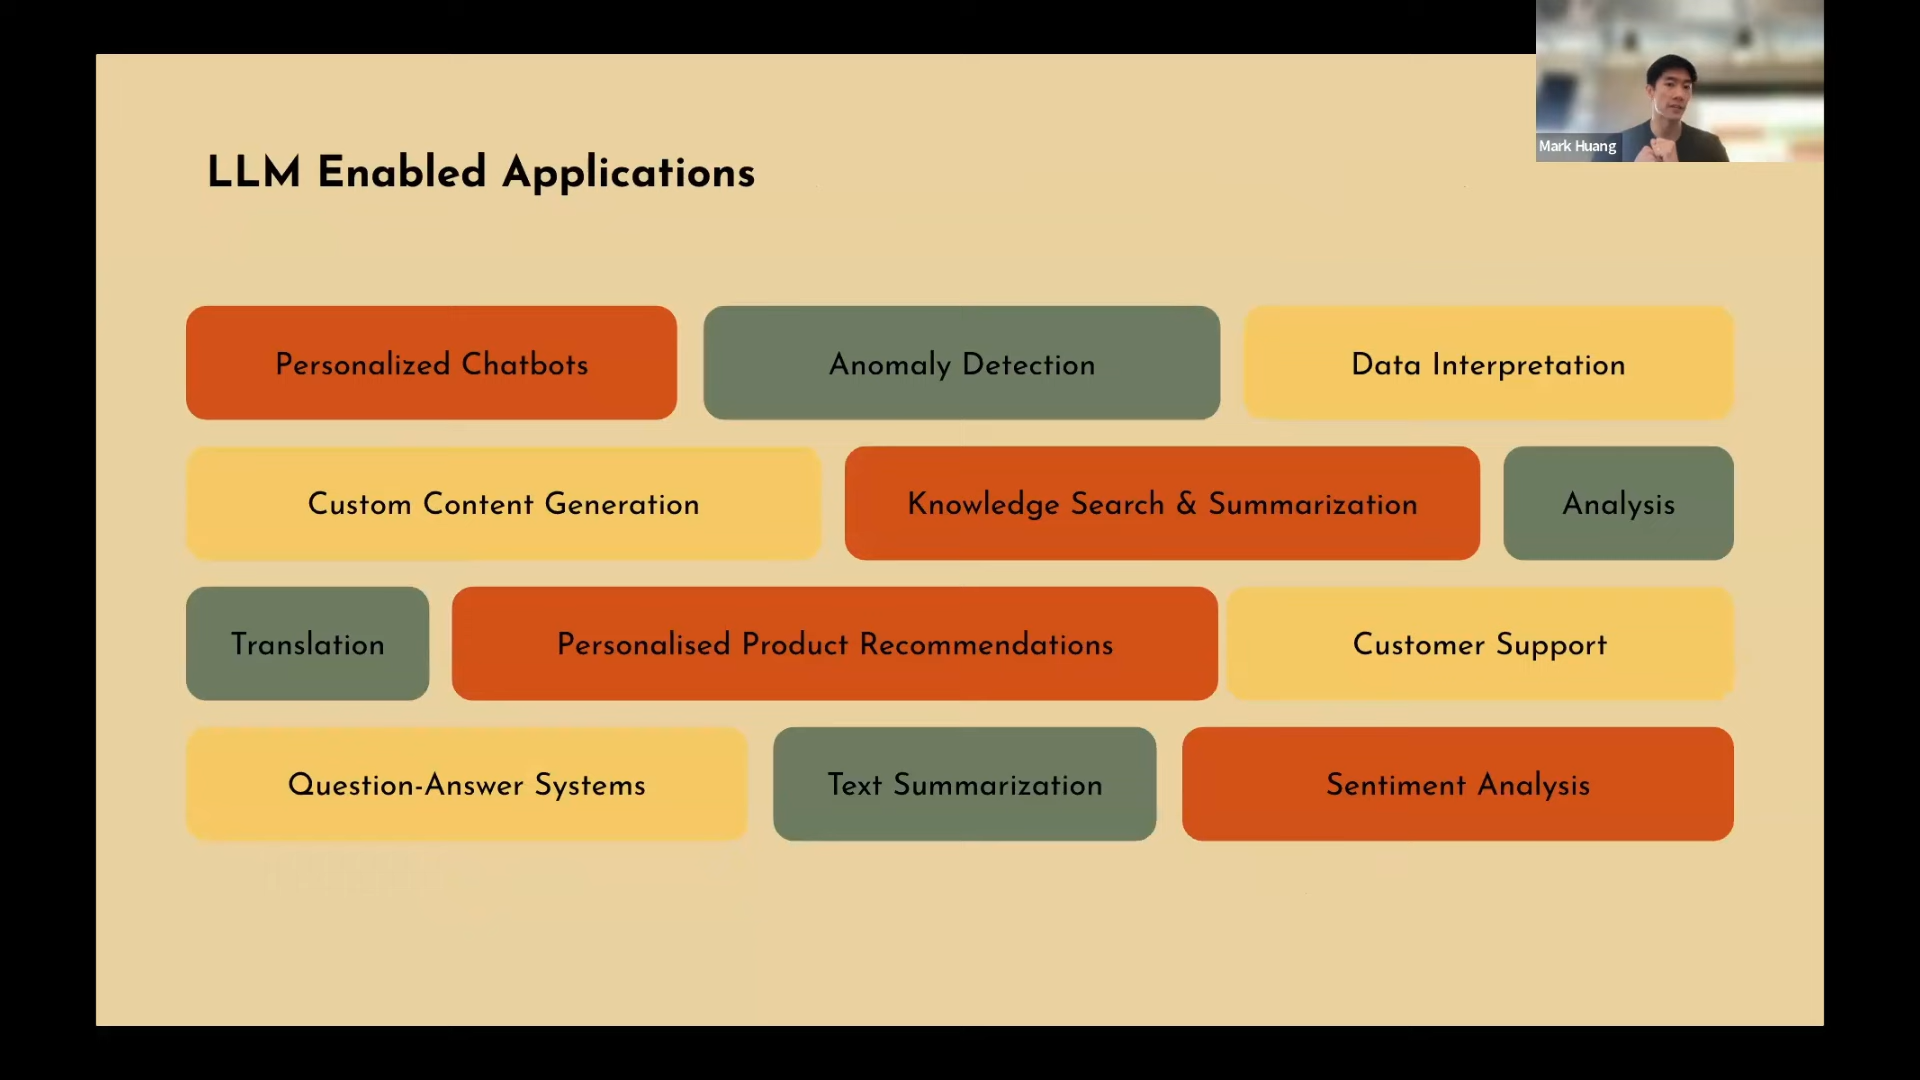 Mark Huang
LLM Enabled Applications
Personalized Chatbots
Anomaly Detection
Data Interpretation
Custom Content Generation
Knowledge Search & Summarization
Analysis
Translation
Personalised Product Recommendations
Customer Support
Question-Answer Systems
Text Summarization
Sentiment Analysis